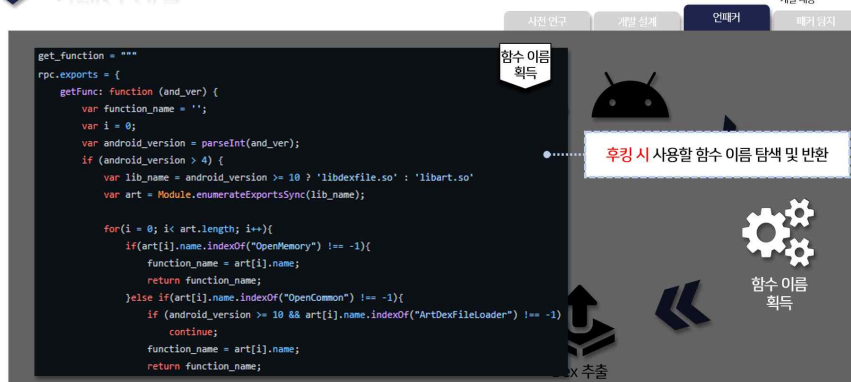 사전 연구
개발 설계
언패커
패커 탐지
함수 이름
획득
get_function = """
rpc.exports = {
getFunc: function (and_ver) {
var function_name = '';
var i = 0;
var android_version = parseInt(and_ver);
if (android_version > 4) {
var lib_name = android_version >= 10 ? 'libdexfile.so' : 'libart.so'
var art = Module.enumerateExportsSync(lib_name);
for(i = 0; i< art.length; i++){
if(art[i].name.indexOf("OpenMemory") !== -1){
function_name = art[i].name;
return function_name;
}else if(art[i].name.indexOf("OpenCommon") !== -1){
if (android_version >= 10 && art[i].name.indexOf("ArtDexFileLoader") !== -1)
continue;
function_name = art[i].name;
return function_name;
후킹 시 사용할 함수 이름 탐색 및 반환
함수 이름
획득
추출